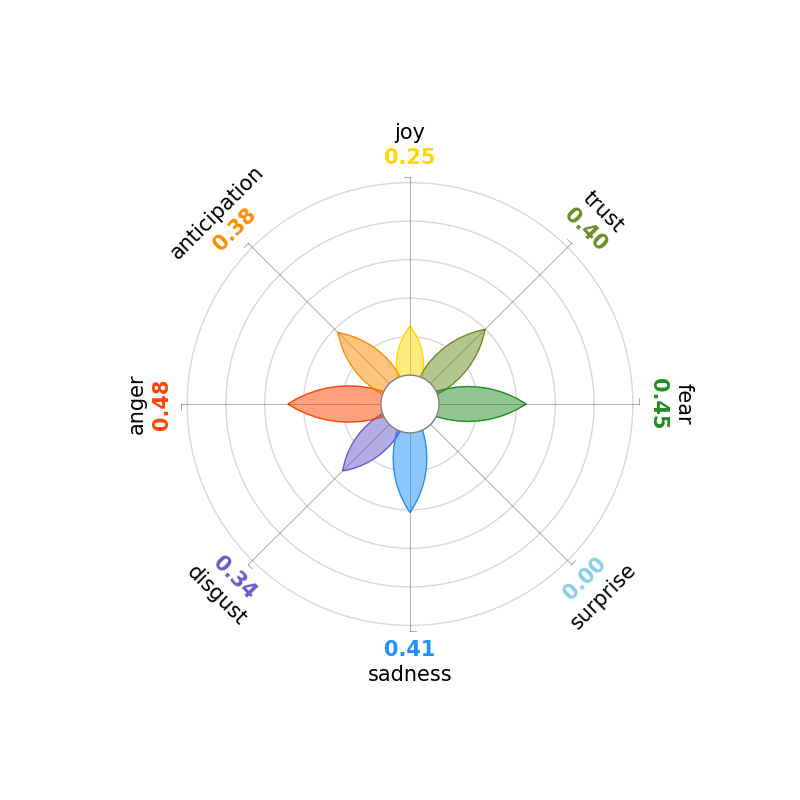 joy
0.25
trust
0.40
fear
0.45
surprise
0.00
0.41
sadness
0.34
disgust
anger
0.48
anticipation
0.38